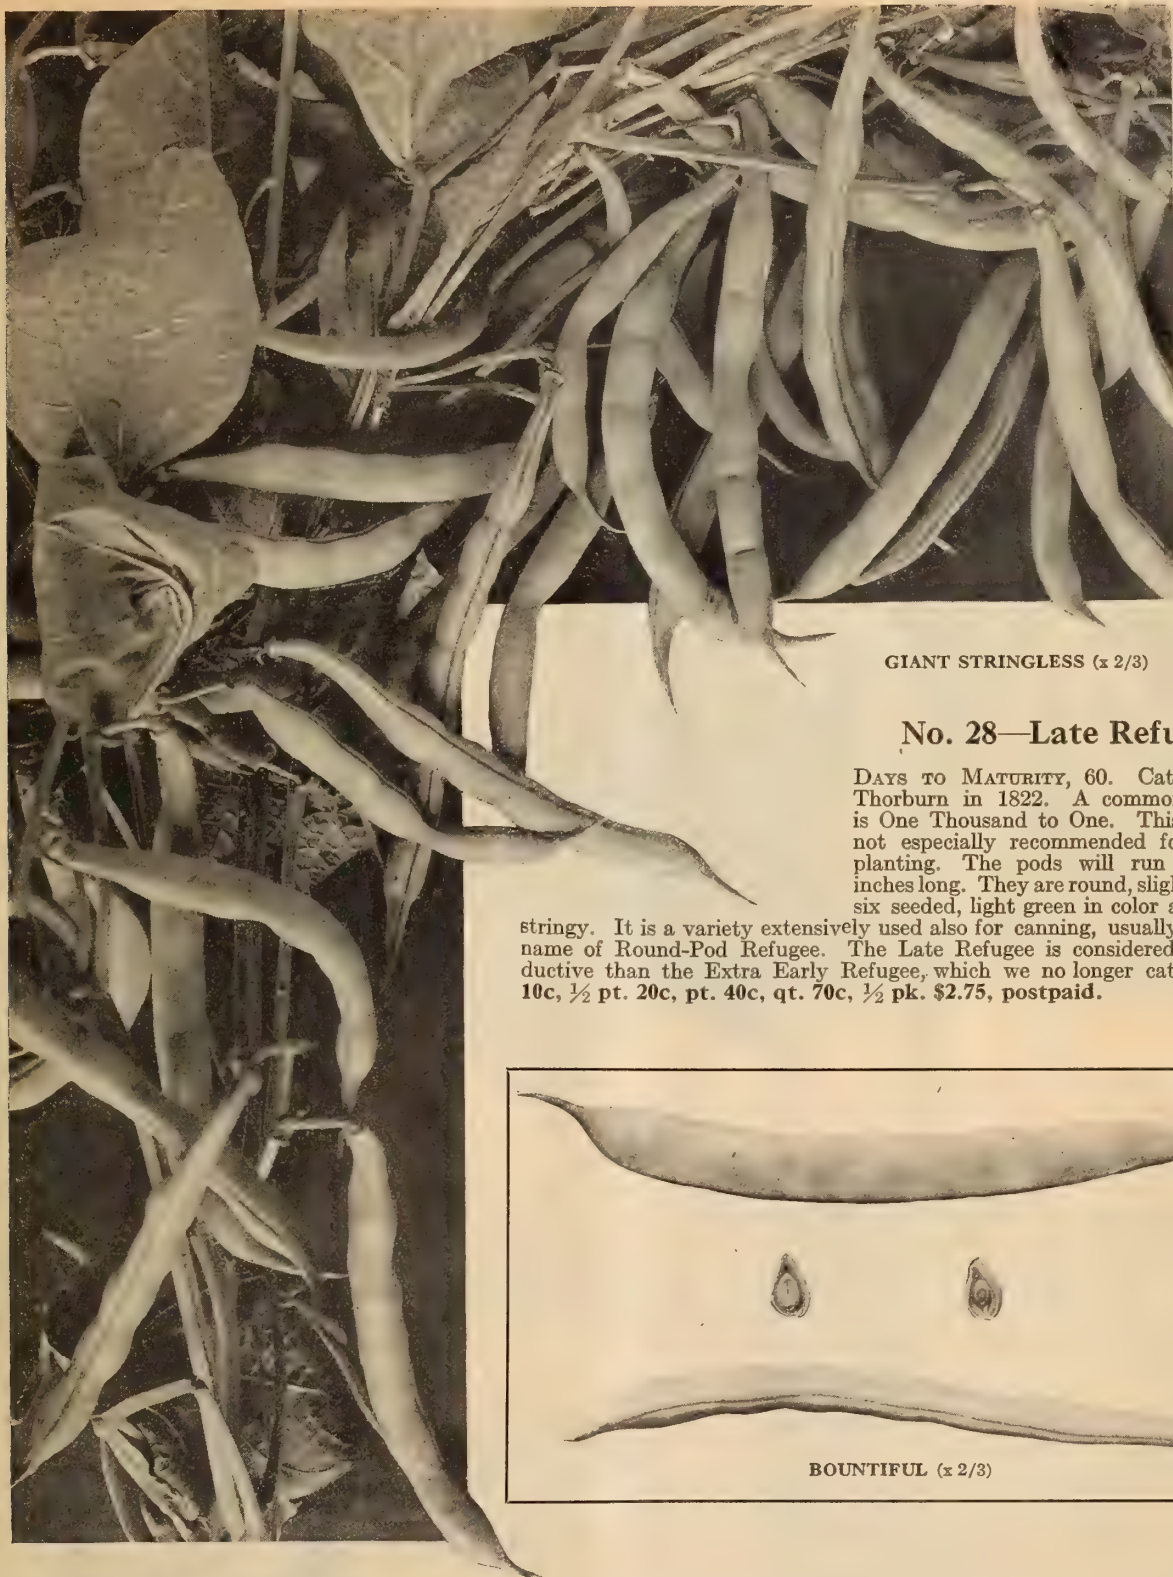 GIANT STRINGLESS (x 2/3)
No. 28—Late Refu
DAYS TO MATURITY, 60. Cat
Thorburn in 1822. A commo
is One Thousand to One. Thi
not especially recommended fo
planting. The pods will run
inches long. They are round, sligh
six seeded, light green in color a
stringy. It is a variety extensively used also for canning, usually
name of Round-Pod Refugee. The Late Refugee is considered
ductive than the Extra Early Refugee, which we no longer cat
10c, ½ pt. 20c, pt. 40c, qt. 70c, ½ pk. $2.75, postpaid.
BOUNTIFUL (x 2/3)